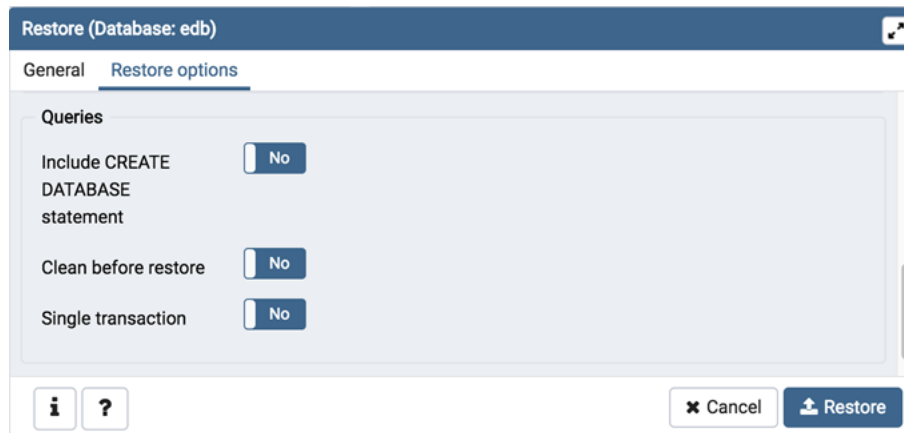 Restore (Database: edb)
General Restore options
Queries
Include CREATE No
DATABASE
statement
Clean before restore No
Single transaction No
i ? Cancel Restore